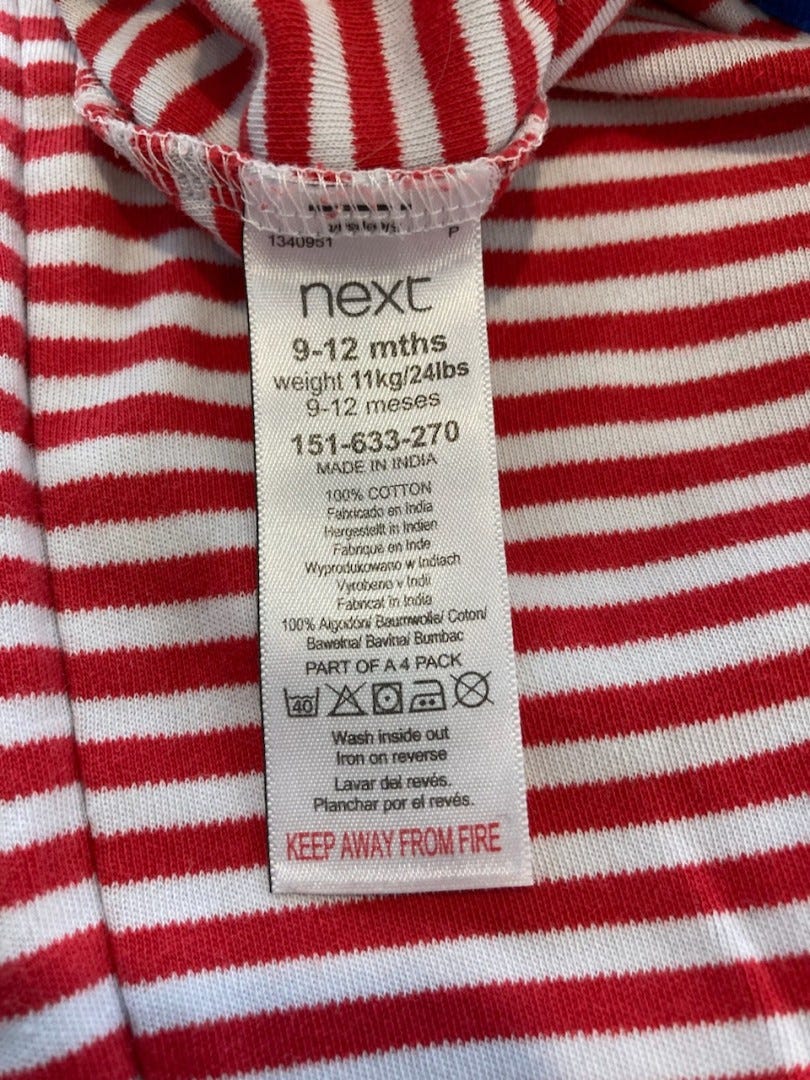 1340951 P
next
9-12 mths
weight 11kg/24lbs
9-12 meses
151-633-270
MADE IN INDIA
100% COTTON
Fabricado en India
Hergestellt in Indien
Fabrique en Inde
Wyprodukowano w Indiach
Vyrobeno v Indii
Fabricat in India
100% Algodón/ Baumwolle/ Coton/
Bawełna/ Bavlna/ Bumbac
PART OF A 4 PACK
40
Wash inside out
Iron on reverse
Lavar del revés.
Planchar por el revés.
KEEP AWAY FROM FIRE